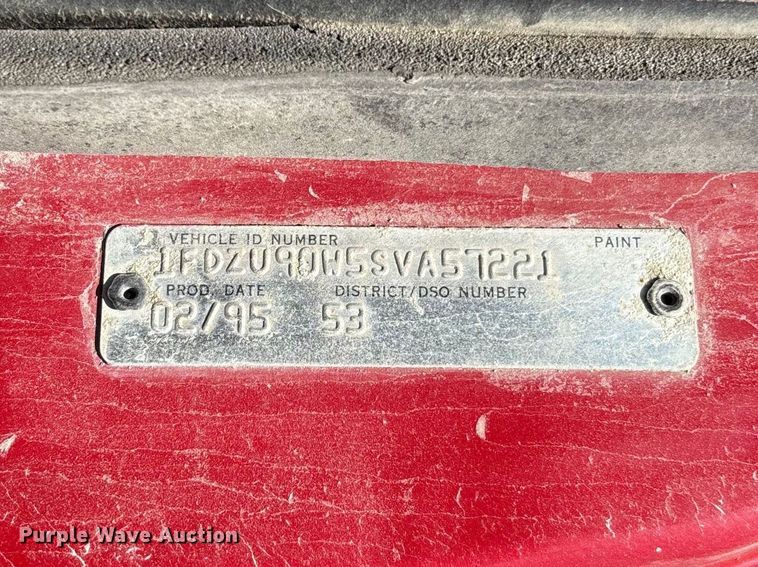 VEHICLE ID NUMBER PAINT
1FDZU90W5SVA57221
PROD. DATE DISTRICT/DSO NUMBER
02/95 53
Purple Wave Auction